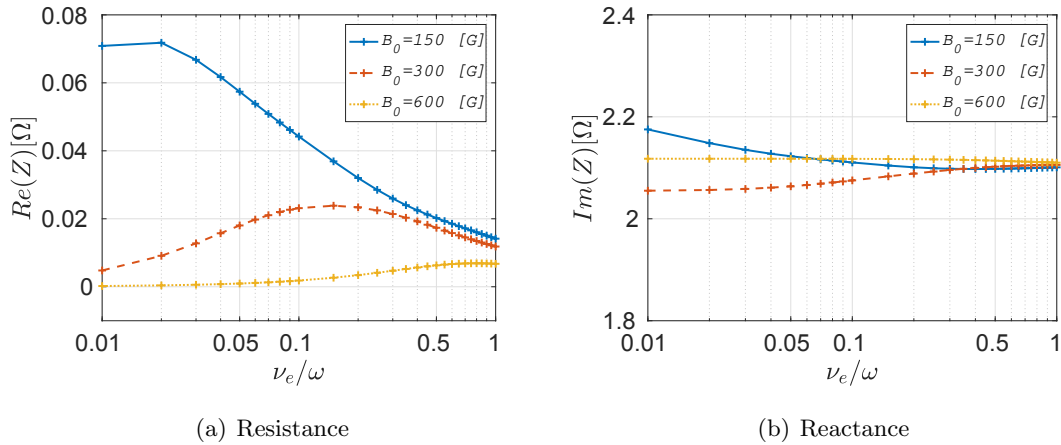 0.08
0.06
0.04
0.02
0
Re(Z)[Ω]
B_0=150 [G]
B_0=300 [G]
B_0=600 [G]
0.01 0.05 0.1 0.5 1
ν_e/ω
(a) Resistance
2.4
2.2
2
1.8
Im(Z)[Ω]
B_0=150 [G]
B_0=300 [G]
B_0=600 [G]
0.01 0.05 0.1 0.5 1
ν_e/ω
(b) Reactance